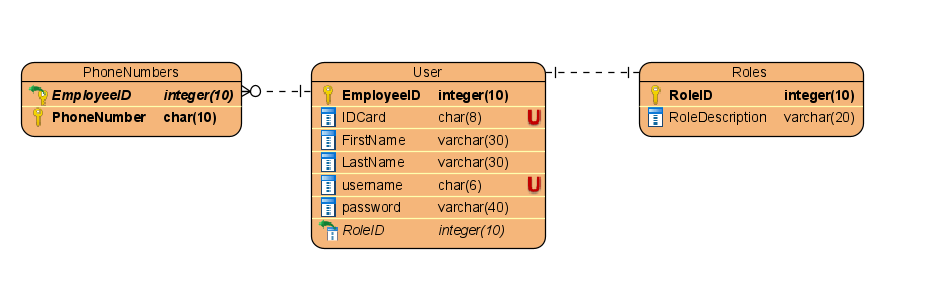 PhoneNumbers
EmployeeID integer(10)
PhoneNumber char(10)
User
EmployeeID integer(10)
IDCard char(8) U
FirstName varchar(30)
LastName varchar(30)
username char(6) U
password varchar(40)
RoleID integer(10)
Roles
RoleID integer(10)
RoleDescription varchar(20)